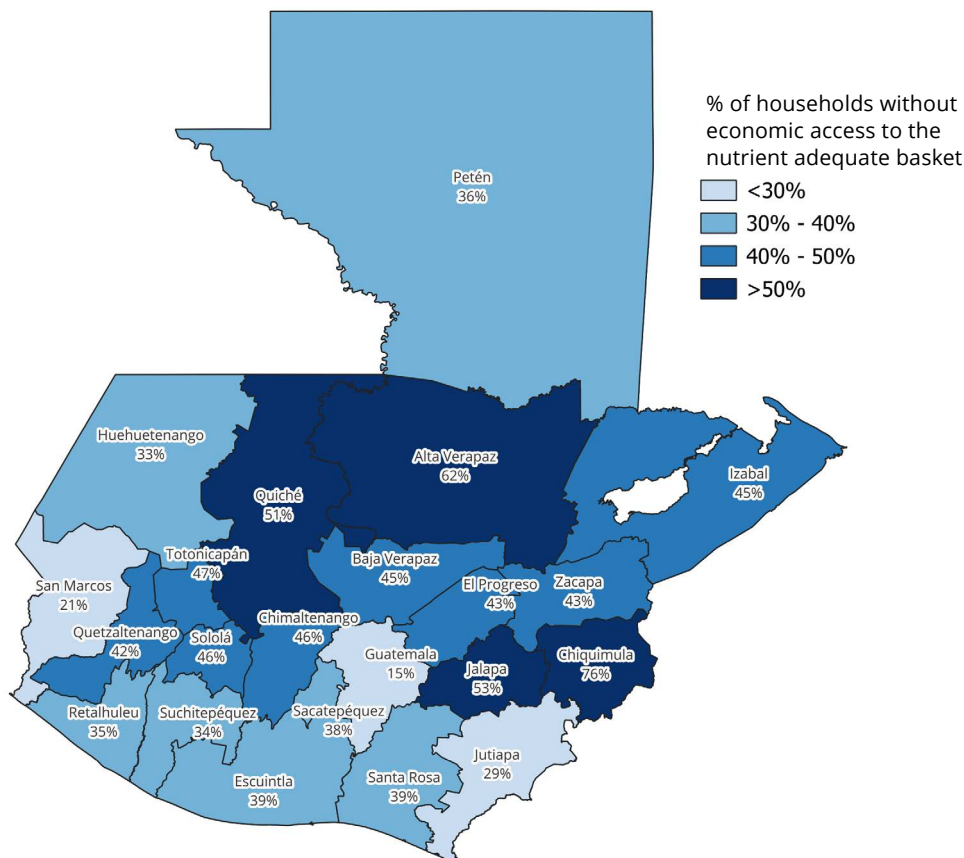 % of households without
economic access to the
nutrient adequate basket
<30%
30% - 40%
40% - 50%
>50%
Petén
36%
Huehuetenango
33%
Alta Verapaz
62%
Quiché
51%
Izabal
45%
Totonicapán
47%
Baja Verapaz
45%
El Progreso
43%
Zacapa
43%
San Marcos
21%
Quetzaltenango
42%
Sololá
46%
Chimaltenango
46%
Guatemala
15%
Jalapa
53%
Chiquimula
76%
Retalhuleu
35%
Suchitepéquez
34%
Sacatepéquez
38%
Jutiapa
29%
Escuintla
39%
Santa Rosa
39%